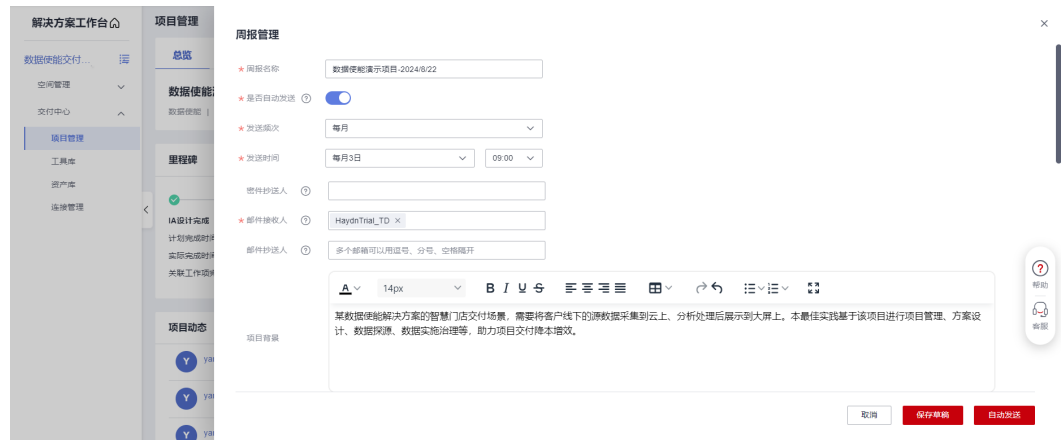 解决方案工作台
数据使能交付...
空间管理
交付中心
项目管理
工具库
资产库
连接管理
项目管理
总览
数据使能
数据使能 |
里程碑
IA设计完成
计划完成时间
实际完成时间
关联工作项
项目动态
Y ya
Y ya
Y ya
周报管理
* 周报名称 数据使能演示项目-2024/8/22
* 是否自动发送 ?
* 发送频次 每月
* 发送时间 每月3日 09:00
密件抄送人 ?
* 邮件接收人 ? HaydnTrial_TD ×
邮件抄送人 ? 多个邮箱可以用逗号、分号、空格隔开
A 14px B I U S
项目背景
某数据使能解决方案的智慧门店交付场景，需要将客户线下的源数据采集到云上、分析处理后展示到大屏上。本最佳实践基于该项目进行项目管理、方案设
计、数据探源、数据实施治理等，助力项目交付降本增效。
取消 保存草稿 自动发送
?
帮助
客服